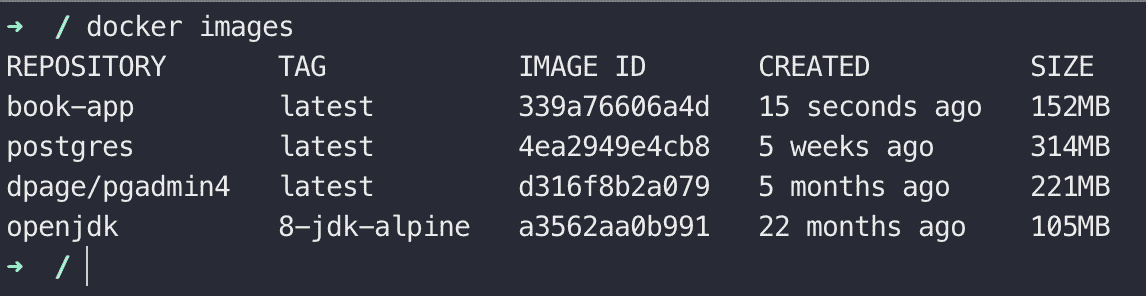 ➜  / docker images
REPOSITORY       TAG            IMAGE ID       CREATED          SIZE
book-app         latest         339a76606a4d   15 seconds ago   152MB
postgres         latest         4ea2949e4cb8   5 weeks ago      314MB
dpage/pgadmin4   latest         d316f8b2a079   5 months ago     221MB
openjdk          8-jdk-alpine   a3562aa0b991   22 months ago    105MB
➜  /